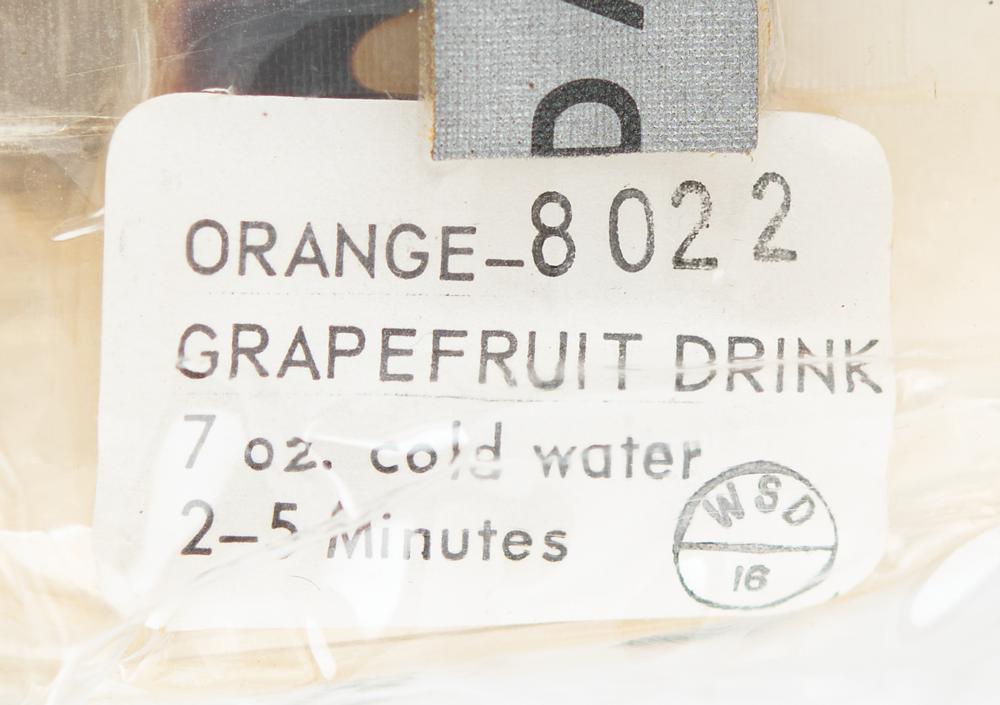 D
ORANGE–8022
GRAPEFRUIT DRINK
7 oz. cold water
2–5 Minutes
WSD
16